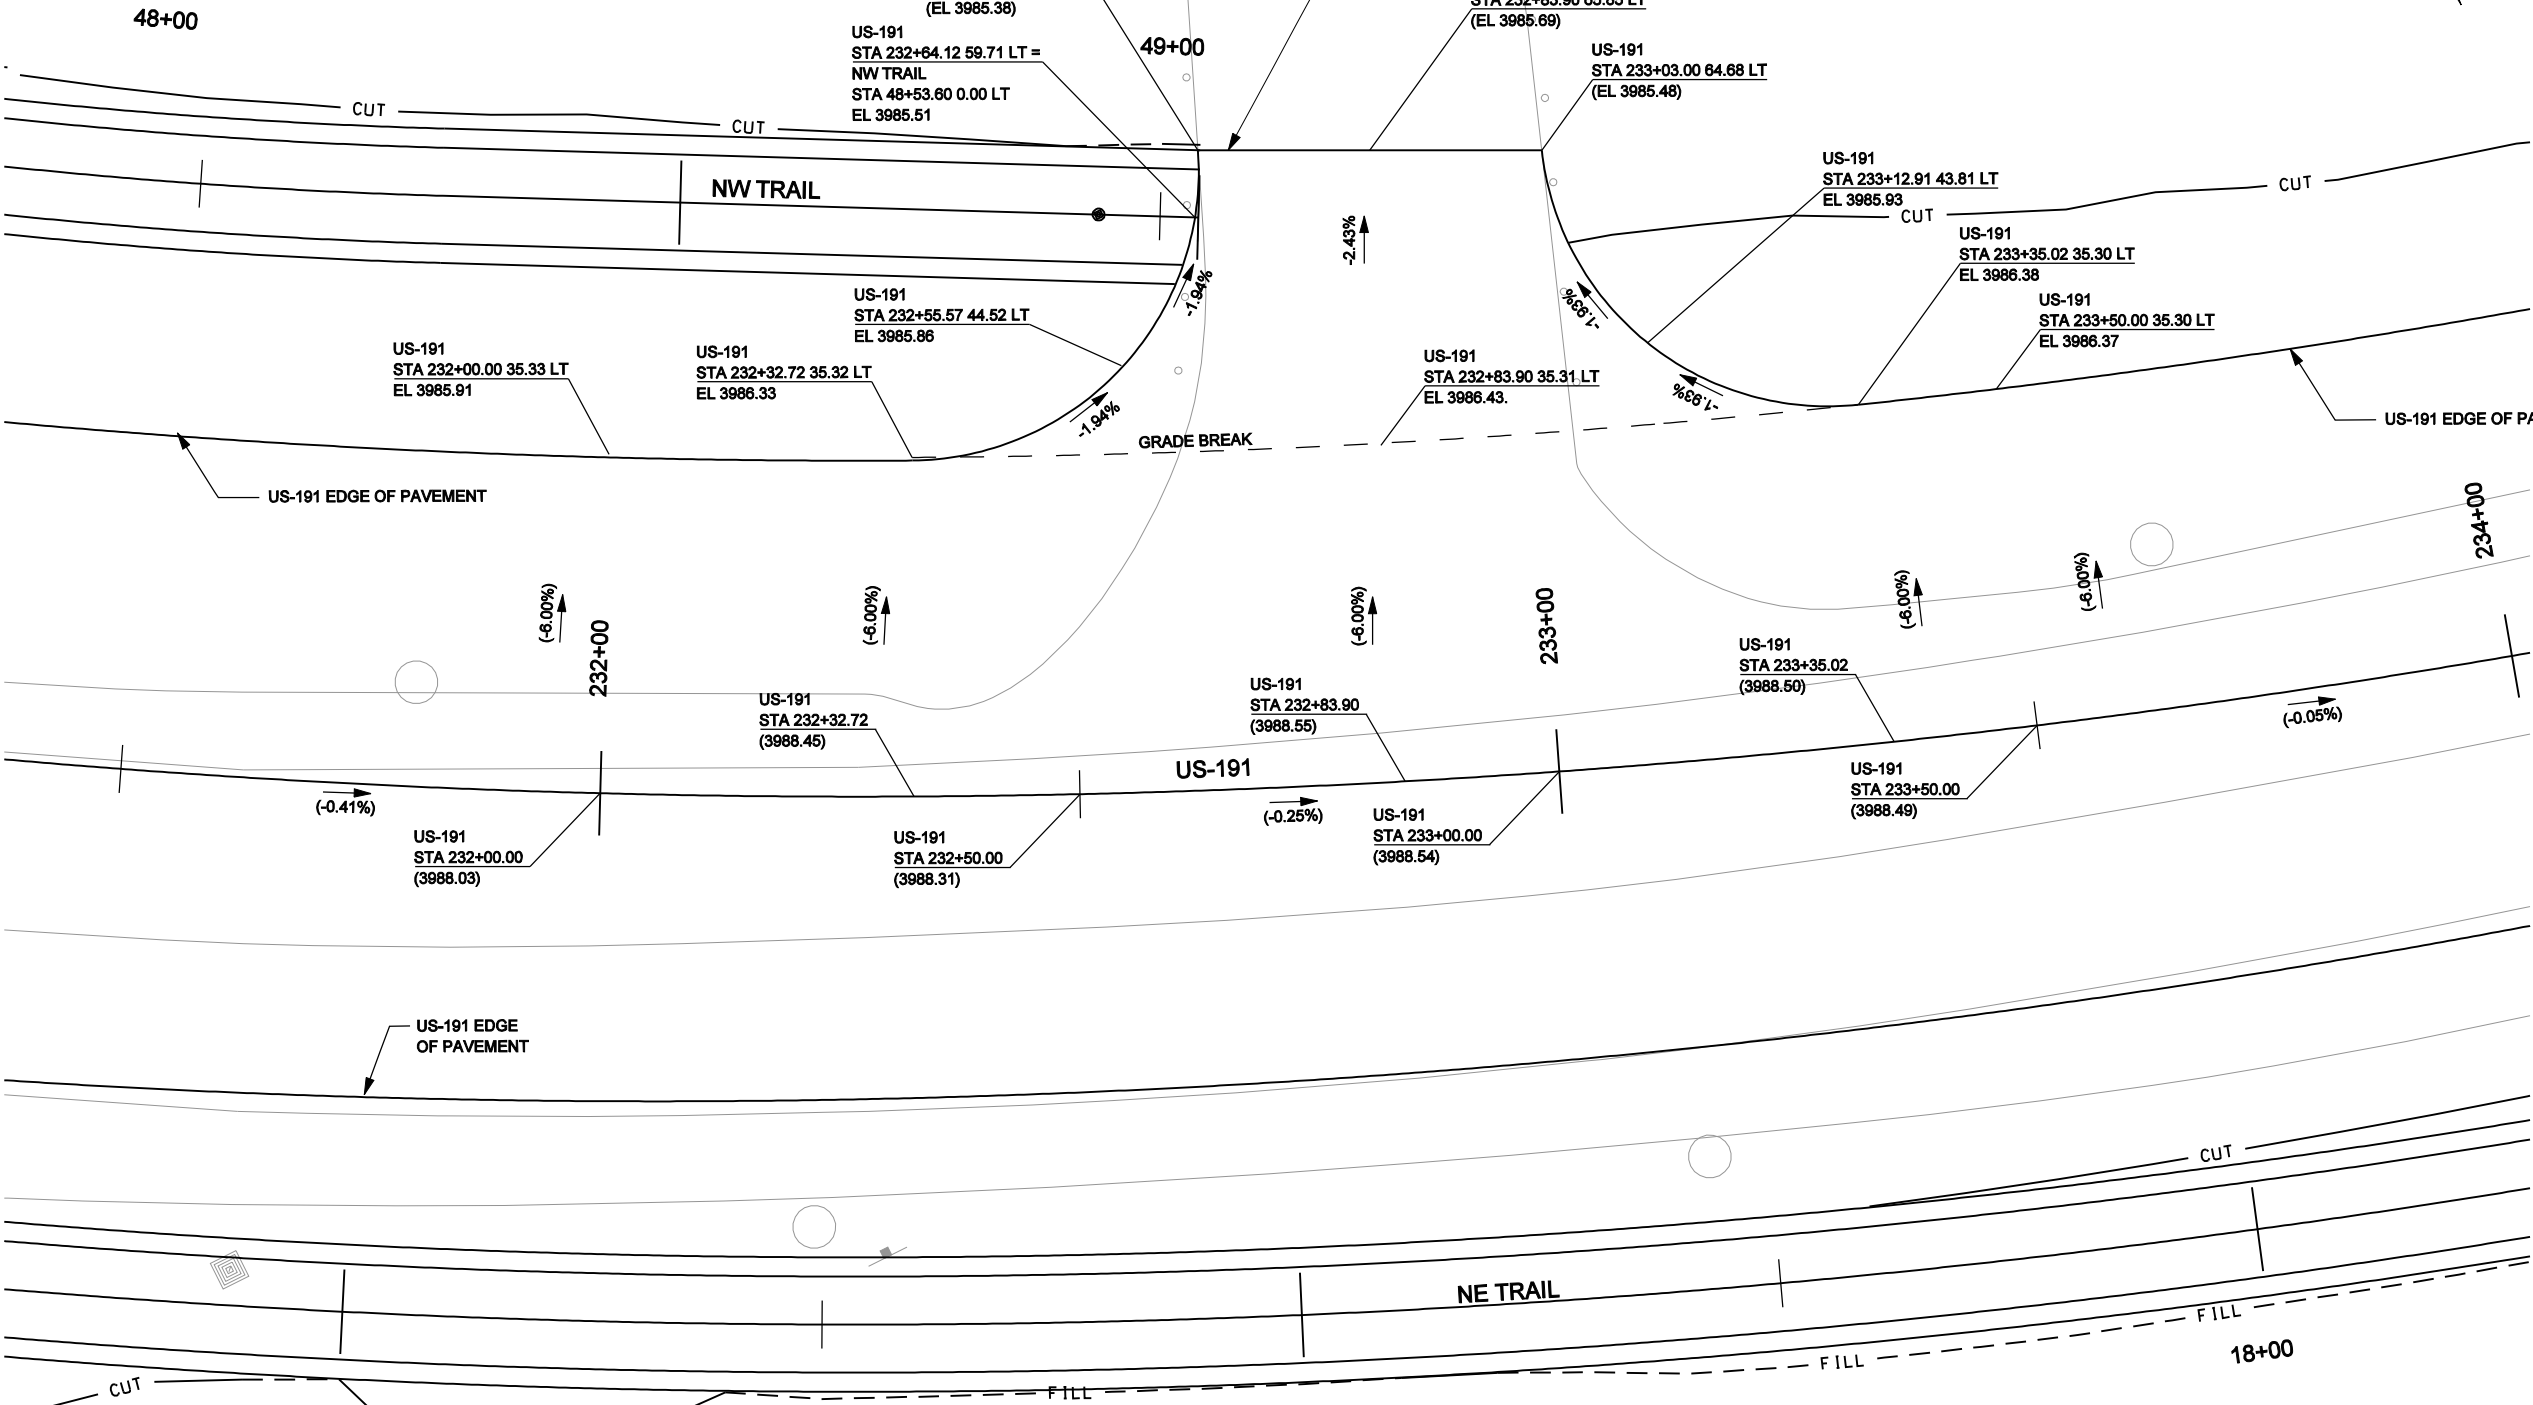 48+00
(EL 3985.38)
US-191
STA 232+64.12 59.71 LT =
NW TRAIL
STA 48+53.60 0.00 LT
EL 3985.51
49+00
STA 232+83.90 65.83 LT
(EL 3985.69)
US-191
STA 233+03.00 64.68 LT
(EL 3985.48)
CUT
CUT
NW TRAIL
US-191
STA 233+12.91 43.81 LT
EL 3985.93
CUT
CUT
US-191
STA 233+35.02 35.30 LT
EL 3986.38
-2.43%
-1.94%
-1.93%
US-191
STA 232+55.57 44.52 LT
EL 3985.86
US-191
STA 233+50.00 35.30 LT
EL 3986.37
US-191
STA 232+00.00 35.33 LT
EL 3985.91
US-191
STA 232+32.72 35.32 LT
EL 3986.33
US-191
STA 232+83.90 35.31 LT
EL 3986.43.
-1.94%
-1.93%
GRADE BREAK
US-191 EDGE OF PA
US-191 EDGE OF PAVEMENT
234+00
(-6.00%)
(-6.00%)
(-6.00%)
(-6.00%)
(-6.00%)
232+00
233+00
US-191
STA 232+32.72
(3988.45)
US-191
STA 232+83.90
(3988.55)
US-191
STA 233+35.02
(3988.50)
(-0.05%)
US-191
(-0.41%)
(-0.25%)
US-191
STA 232+00.00
(3988.03)
US-191
STA 232+50.00
(3988.31)
US-191
STA 233+00.00
(3988.54)
US-191
STA 233+50.00
(3988.49)
US-191 EDGE
OF PAVEMENT
CUT
NE TRAIL
FILL
18+00
FILL
CUT
FILL